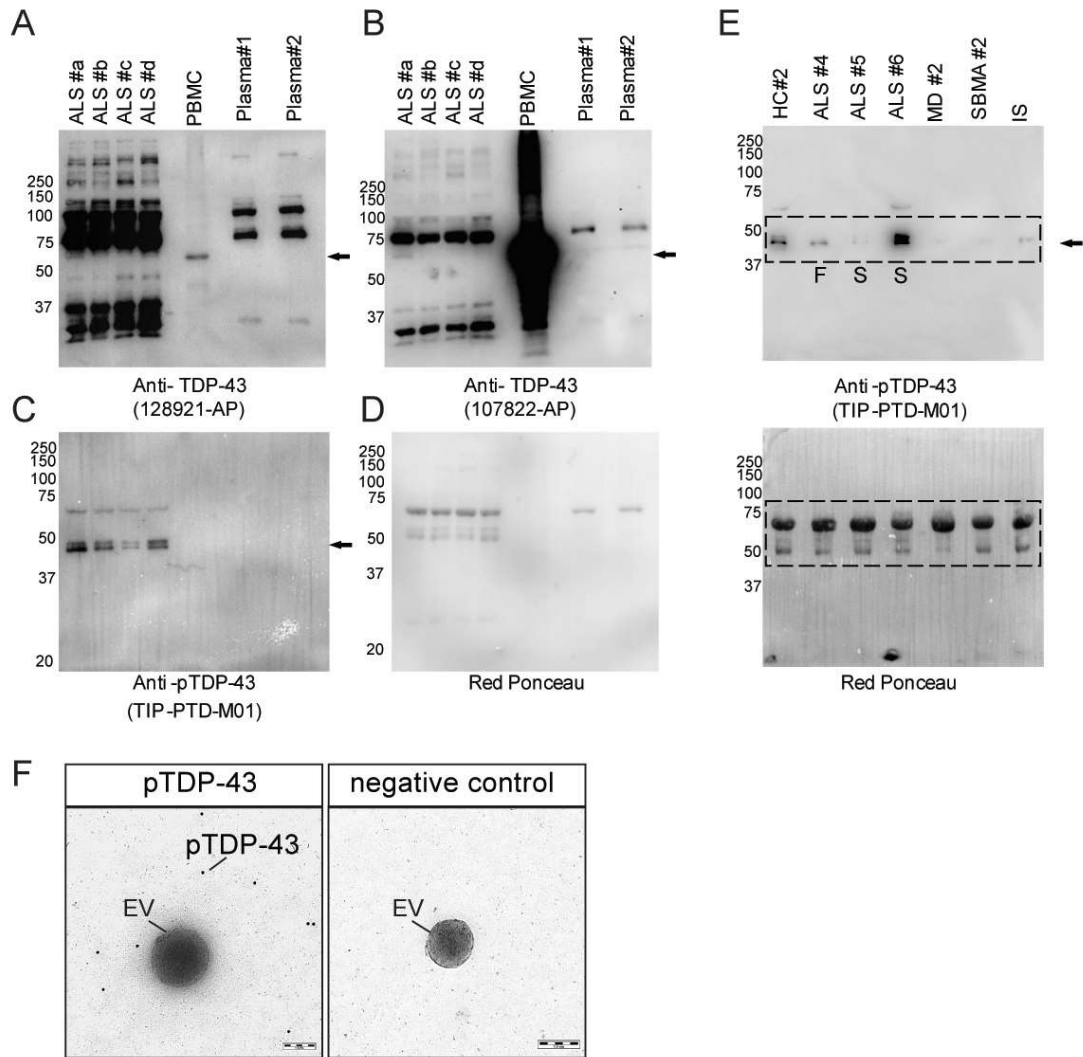 A
ALS #a
ALS #b
ALS #c
ALS #d
PBMC
Plasma#1
Plasma#2
250
150
100
75
50
37
Anti- TDP-43
(128921-AP)
B
ALS #a
ALS #b
ALS #c
ALS #d
PBMC
Plasma#1
Plasma#2
250
150
100
75
50
37
Anti- TDP-43
(107822-AP)
C
250
150
100
75
50
37
20
Anti-pTDP-43
(TIP-PTD-M01)
D
250
150
100
75
50
37
20
Red Ponceau
E
HC#2
ALS #4
ALS #5
ALS #6
MD #2
SBMA #2
IS
250
150
100
75
50
37
F S S
Anti-pTDP-43
(TIP-PTD-M01)
250
150
100
75
50
37
Red Ponceau
F
pTDP-43
pTDP-43
EV
negative control
EV